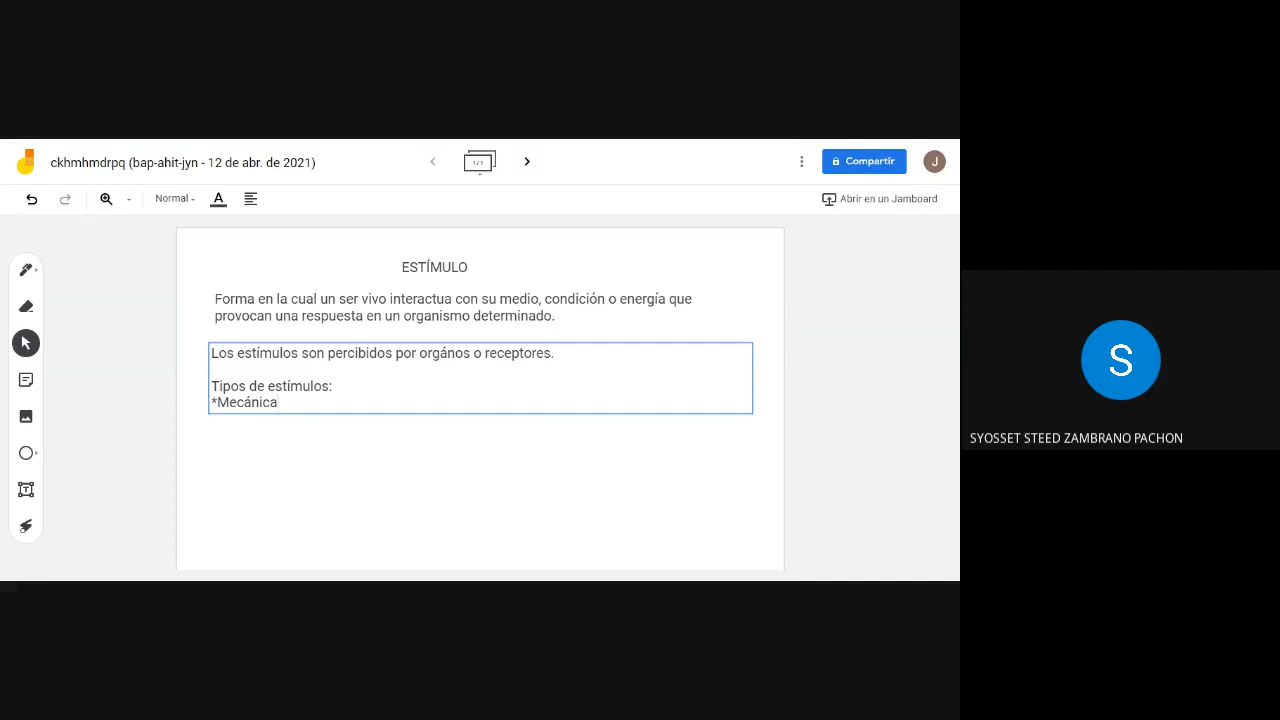 ckhmhmdrpq (bap-ahit-jyn - 12 de abr. de 2021)
1/1
Compartir
J
Normal
A
Abrir en un Jamboard
ESTÍMULO
Forma en la cual un ser vivo interactua con su medio, condición o energía que
provocan una respuesta en un organismo determinado.
Los estímulos son percibidos por orgános o receptores.
Tipos de estímulos:
*Mecánica
T
S
SYOSSET STEED ZAMBRANO PACHON